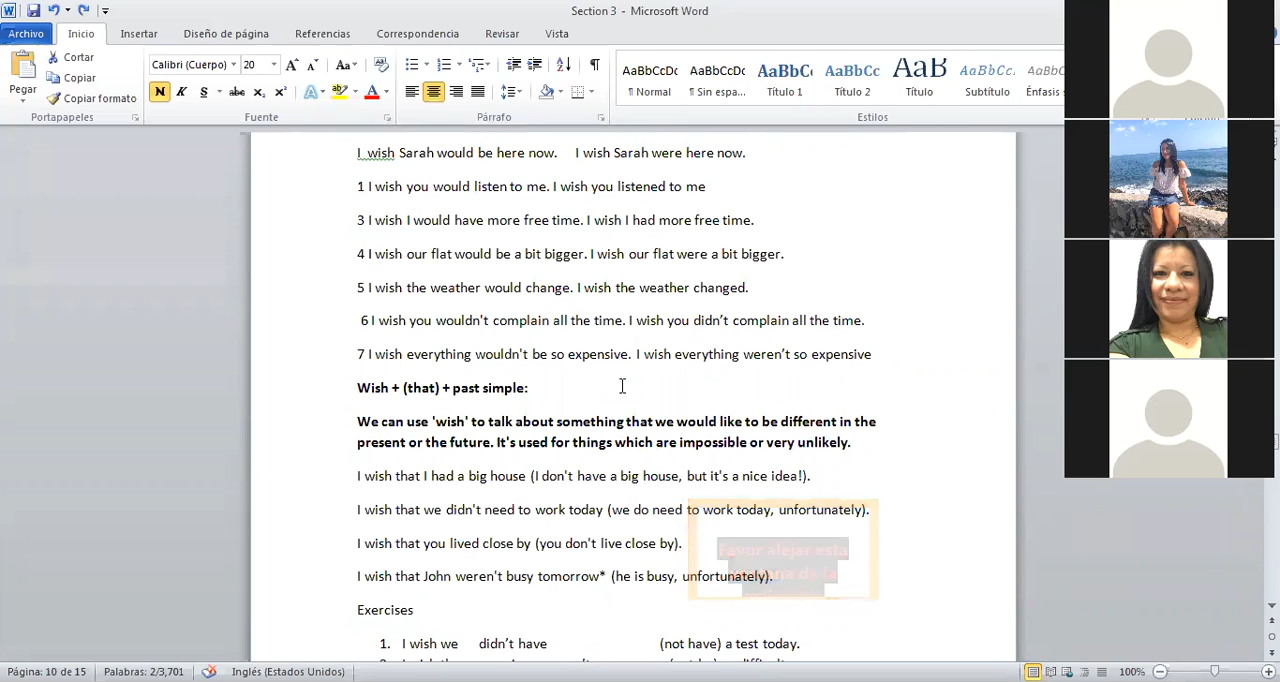 Section 3 - Microsoft Word
Archivo Inicio Insertar Diseño de página Referencias Correspondencia Revisar Vista
Cortar
Copiar
Copiar formato
Pegar
Calibri (Cuerpo) 20
N K S abc x₂ x²
AaBbCcDc AaBbCcDc AaBbC AaBbCc AaB AaBbCc. AaBbCc
¶ Normal ¶ Sin espa... Título 1 Título 2 Título Subtítulo Énfasis
Portapapeles Fuente Párrafo Estilos
I wish Sarah would be here now. I wish Sarah were here now.
1 I wish you would listen to me. I wish you listened to me
3 I wish I would have more free time. I wish I had more free time.
4 I wish our flat would be a bit bigger. I wish our flat were a bit bigger.
5 I wish the weather would change. I wish the weather changed.
6 I wish you wouldn't complain all the time. I wish you didn’t complain all the time.
7 I wish everything wouldn't be so expensive. I wish everything weren’t so expensive
Wish + (that) + past simple:
We can use 'wish' to talk about something that we would like to be different in the
present or the future. It's used for things which are impossible or very unlikely.
I wish that I had a big house (I don't have a big house, but it's a nice idea!).
I wish that we didn't need to work today (we do need to work today, unfortunately).
I wish that you lived close by (you don't live close by).
Favor alejar esta
I wish that John weren't busy tomorrow* (he is busy, unfortunately).
de la
Exercises
1. I wish we didn’t have (not have) a test today.
Página: 10 de 15 Palabras: 2/3,701 Inglés (Estados Unidos) 100%